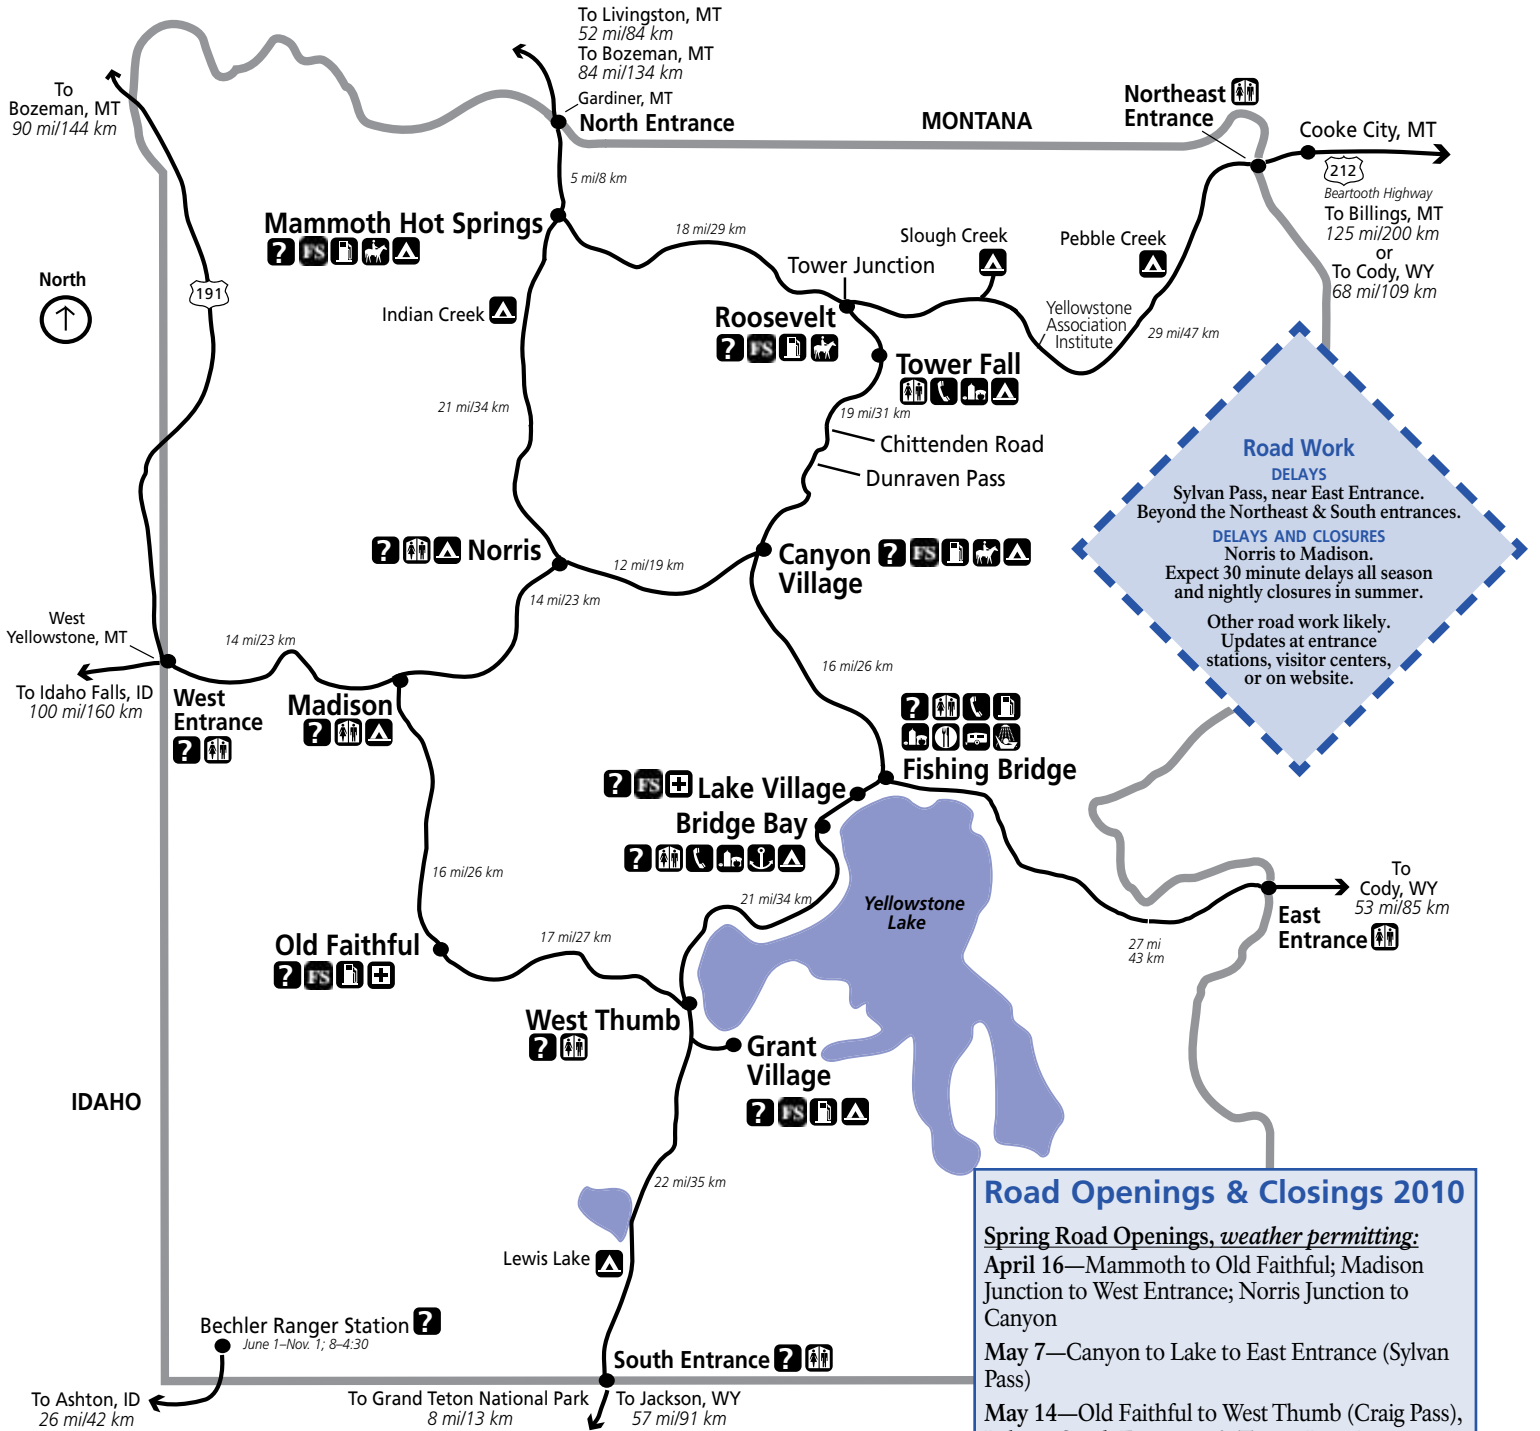 To Livingston, MT
52 mi/84 km
To Bozeman, MT
84 mi/134 km
Gardiner, MT
North Entrance
MONTANA
Northeast
Entrance
Cooke City, MT
212
Beartooth Highway
To Billings, MT
125 mi/200 km
or
To Cody, WY
68 mi/109 km
To
Bozeman, MT
90 mi/144 km
5 mi/8 km
Mammoth Hot Springs
? FS
18 mi/29 km
Slough Creek
Pebble Creek
Tower Junction
North
191
Indian Creek
Roosevelt
? FS
Yellowstone
Association
Institute
29 mi/47 km
Tower Fall
21 mi/34 km
19 mi/31 km
Chittenden Road
Dunraven Pass
Road Work
DELAYS
Sylvan Pass, near East Entrance.
Beyond the Northeast & South entrances.
DELAYS AND CLOSURES
Norris to Madison.
Expect 30 minute delays all season
and nightly closures in summer.
Other road work likely.
Updates at entrance
stations, visitor centers,
or on website.
? Norris
12 mi/19 km
Canyon
Village
? FS
14 mi/23 km
West
Yellowstone, MT
14 mi/23 km
16 mi/26 km
To Idaho Falls, ID
100 mi/160 km
West
Entrance
?
Madison
?
?
Fishing Bridge
? FS Lake Village
Bridge Bay
?
16 mi/26 km
21 mi/34 km
Yellowstone
Lake
To
Cody, WY
53 mi/85 km
East
Entrance
27 mi
43 km
Old Faithful
? FS
17 mi/27 km
West Thumb
?
Grant
Village
? FS
IDAHO
22 mi/35 km
Lewis Lake
Bechler Ranger Station ?
June 1–Nov. 1; 8–4:30
South Entrance ?
To Ashton, ID
26 mi/42 km
To Grand Teton National Park
8 mi/13 km
To Jackson, WY
57 mi/91 km
Road Openings & Closings 2010
Spring Road Openings, weather permitting:
April 16—Mammoth to Old Faithful; Madison
Junction to West Entrance; Norris Junction to
Canyon
May 7—Canyon to Lake to East Entrance (Sylvan
Pass)
May 14—Old Faithful to West Thumb (Craig Pass),